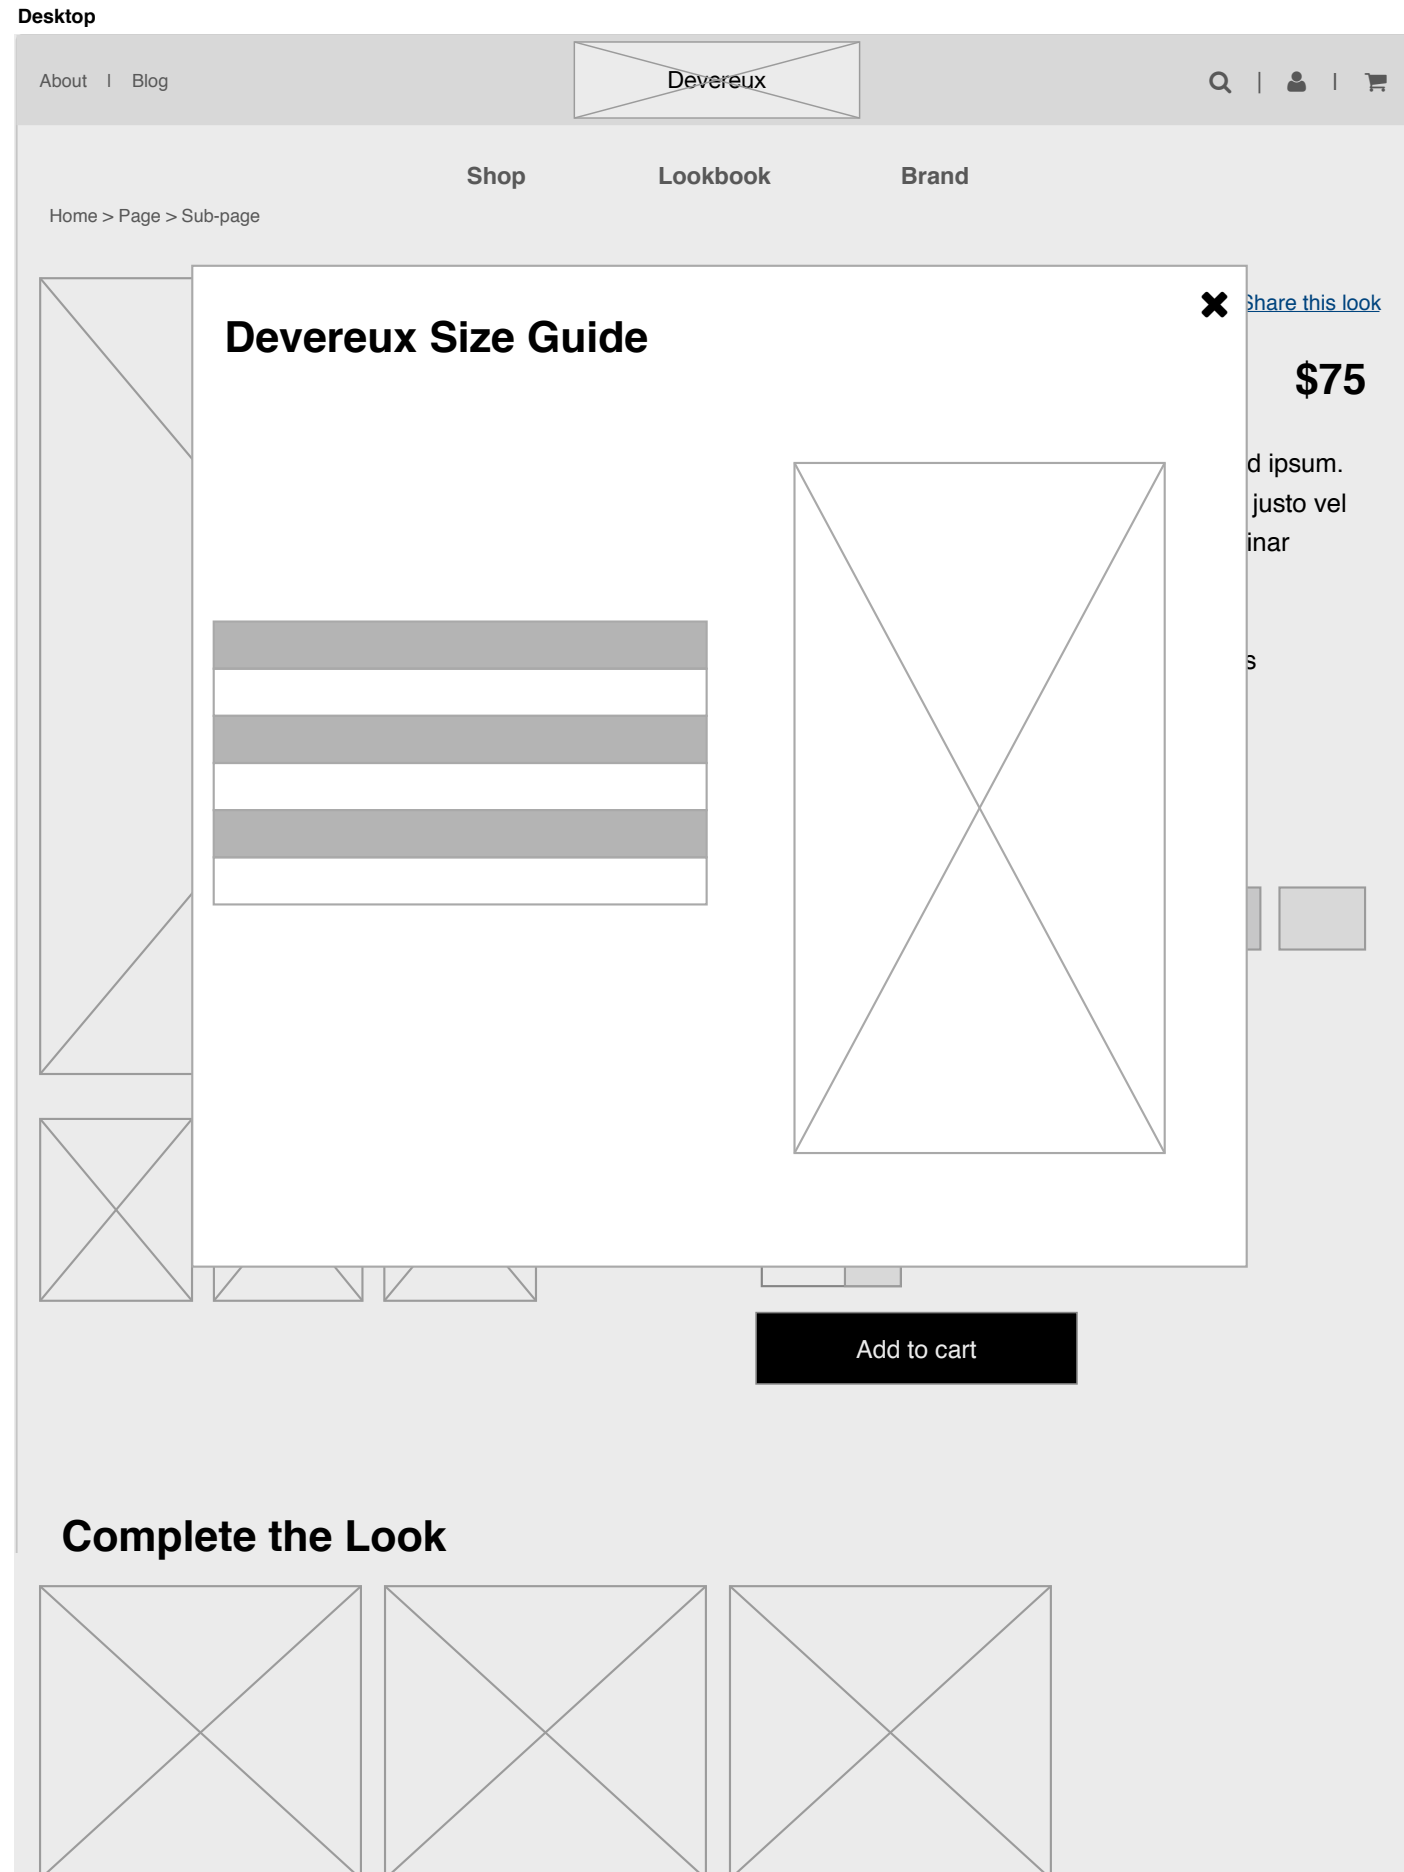 Desktop
About | Blog
Devereux
| |
Shop Lookbook Brand
Home > Page > Sub-page
Devereux Size Guide
Share this look
$75
d ipsum.
justo vel
inar
s
Add to cart
Complete the Look